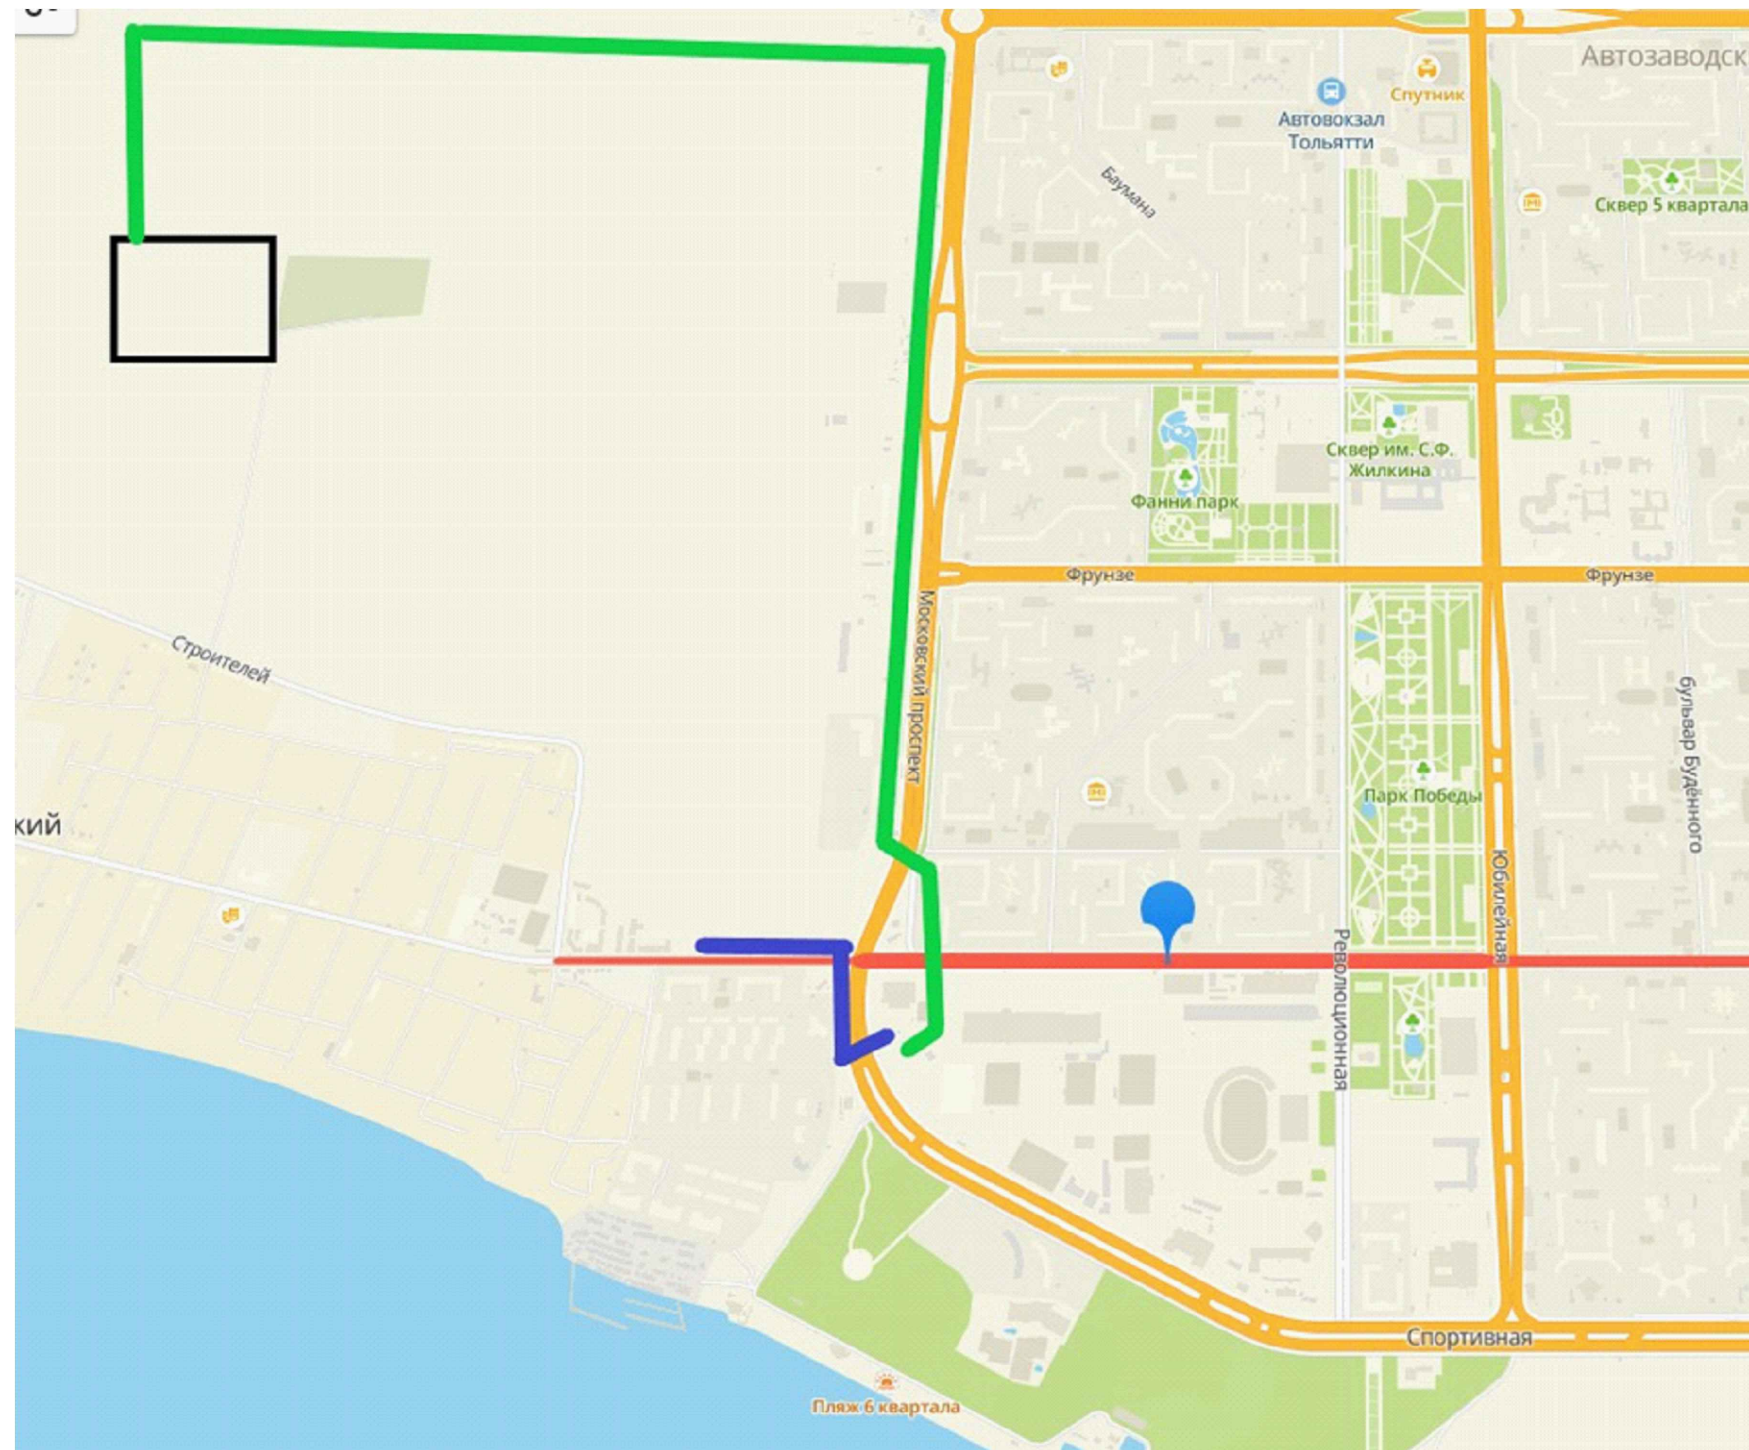 Автозаводск
Спутник
Автовокзал
Тольятти
Баумана
Сквер 5 квартала
Сквер им. С.Ф.
Жилкина
Фанни парк
Фрунзе
Фрунзе
Московский проспект
Строителей
бульвар Будённого
Парк Победы
кий
Юбилейная
Революционная
Спортивная
Пляж 6 квартала